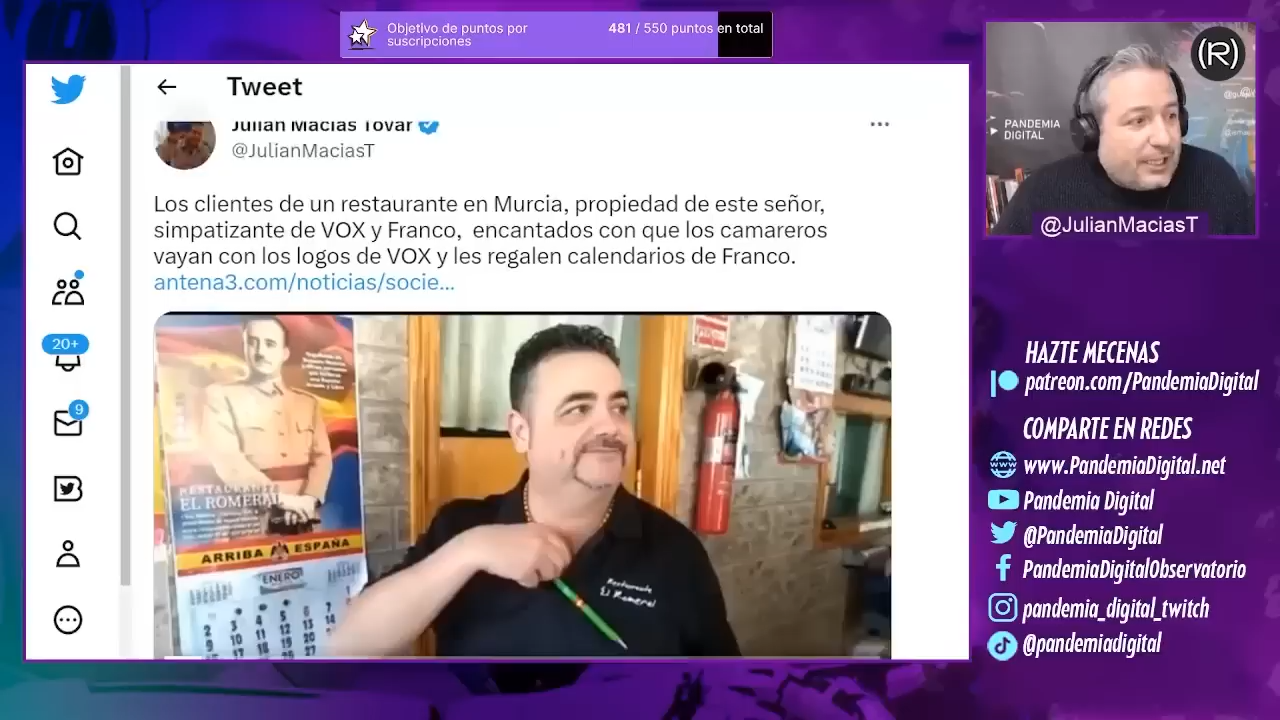 Objetivo de puntos por
suscripciones
481 / 550 puntos en total
Tweet
Julián Macías Tovar
@JulianMaciasT
Los clientes de un restaurante en Murcia, propiedad de este señor,
simpatizante de VOX y Franco, encantados con que los camareros
vayan con los logos de VOX y les regalen calendarios de Franco.
antena3.com/noticias/socie...
20+
9
RESTAURANTE
EL ROMERAL
ARRIBA ESPAÑA
ENERO
Restaurante
El Romeral
(R)
PANDEMIA
DIGITAL
@JulianMaciasT
HAZTE MECENAS
patreon.com/PandemiaDigital
COMPARTE EN REDES
www.PandemiaDigital.net
Pandemia Digital
@PandemiaDigital
PandemiaDigitalObservatorio
pandemia_digital_twitch
@pandemiadigital